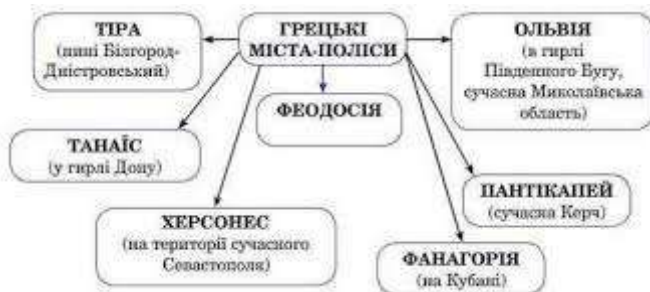 ГРЕЦЬКІ
МІСТА-ПОЛІСИ
ТІРА
(нині Білгород-
Дністровський)
ОЛЬВІЯ
(в гирлі
Південного Бугу,
сучасна Миколаївська
область)
ФЕОДОСІЯ
ТАНАЇС
(у гирлі Дону)
ПАНТІКАПЕЙ
(сучасна Керч)
ХЕРСОНЕС
(на території сучасного
Севастополя)
ФАНАГОРІЯ
(на Кубані)